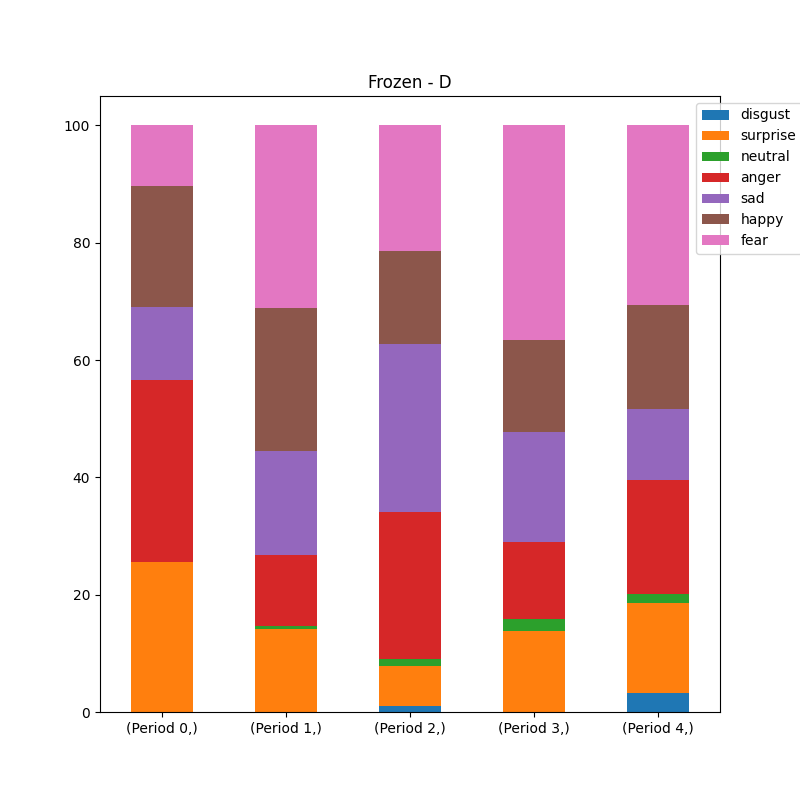 Frozen - D
disgust
surprise
neutral
anger
sad
happy
fear
100
80
60
40
20
0
(Period 0,) (Period 1,) (Period 2,) (Period 3,) (Period 4,)